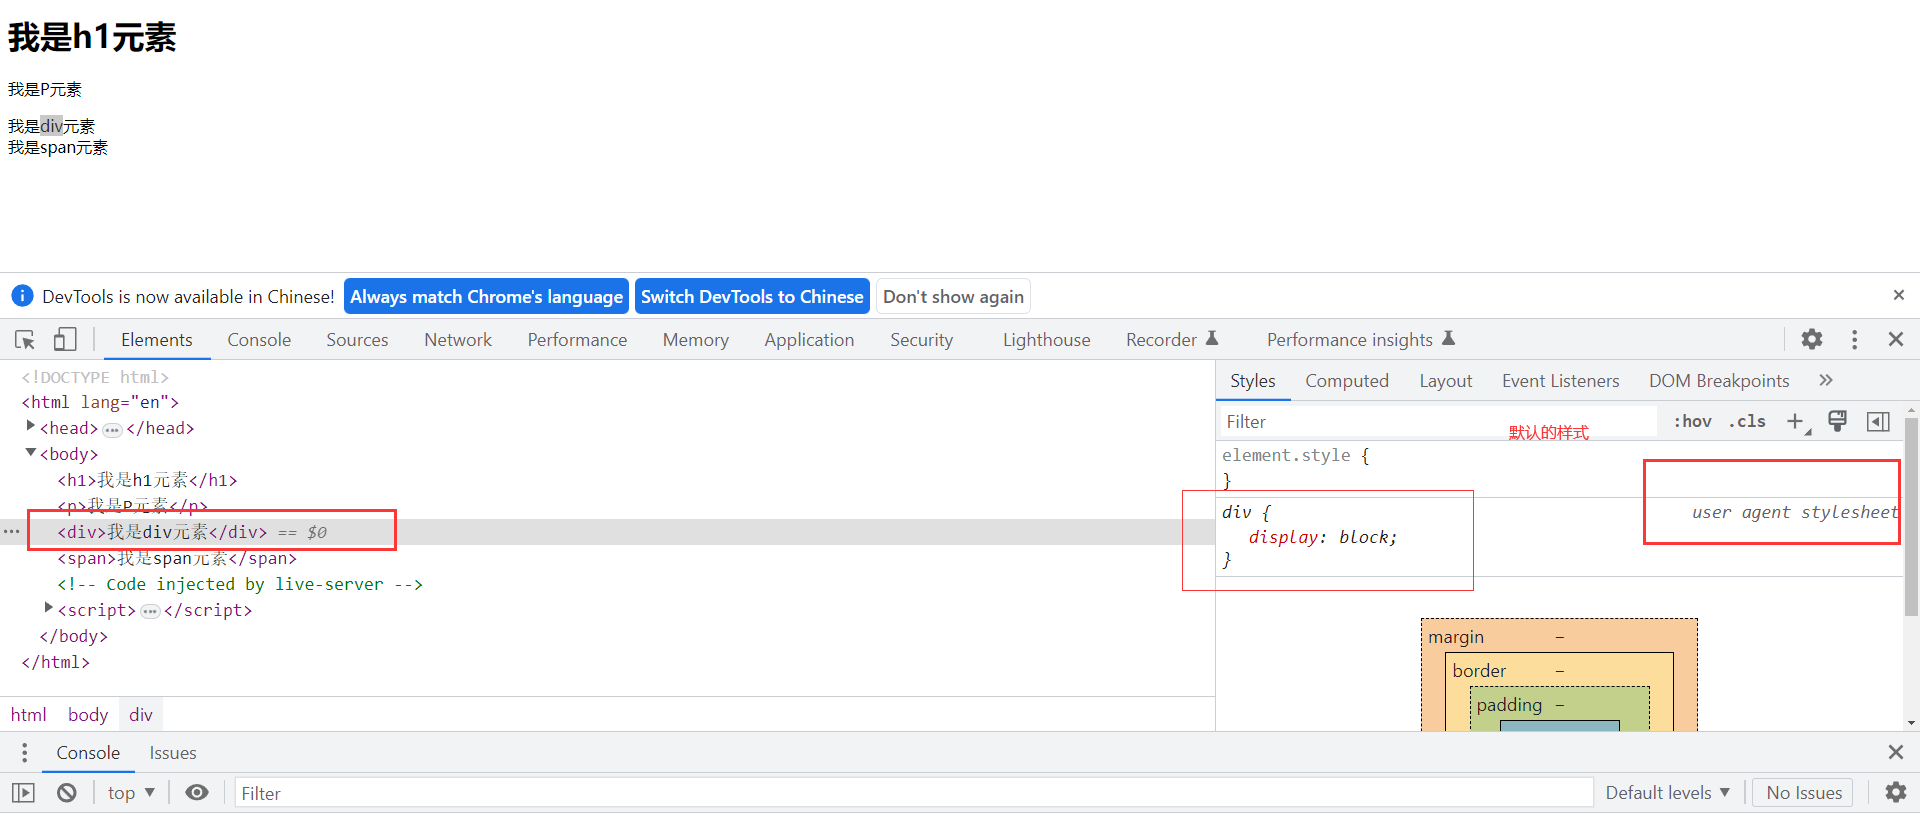 我是h1元素
我是P元素
我是div元素
我是span元素
DevTools is now available in Chinese! Always match Chrome's language Switch DevTools to Chinese Don't show again
Elements Console Sources Network Performance Memory Application Security Lighthouse Recorder Performance insights
<!DOCTYPE html>
<html lang="en">
<head> ··· </head>
<body>
<h1>我是h1元素</h1>
<p>我是P元素</p>
<div>我是div元素</div> == $0
<span>我是span元素</span>
<!-- Code injected by live-server -->
<script> ··· </script>
</body>
</html>
html body div
Styles Computed Layout Event Listeners DOM Breakpoints »
Filter :hov .cls
默认的样式
element.style {
}
div { user agent stylesheet
display: block;
}
margin –
border –
padding –
Console Issues
top Filter Default levels No Issues